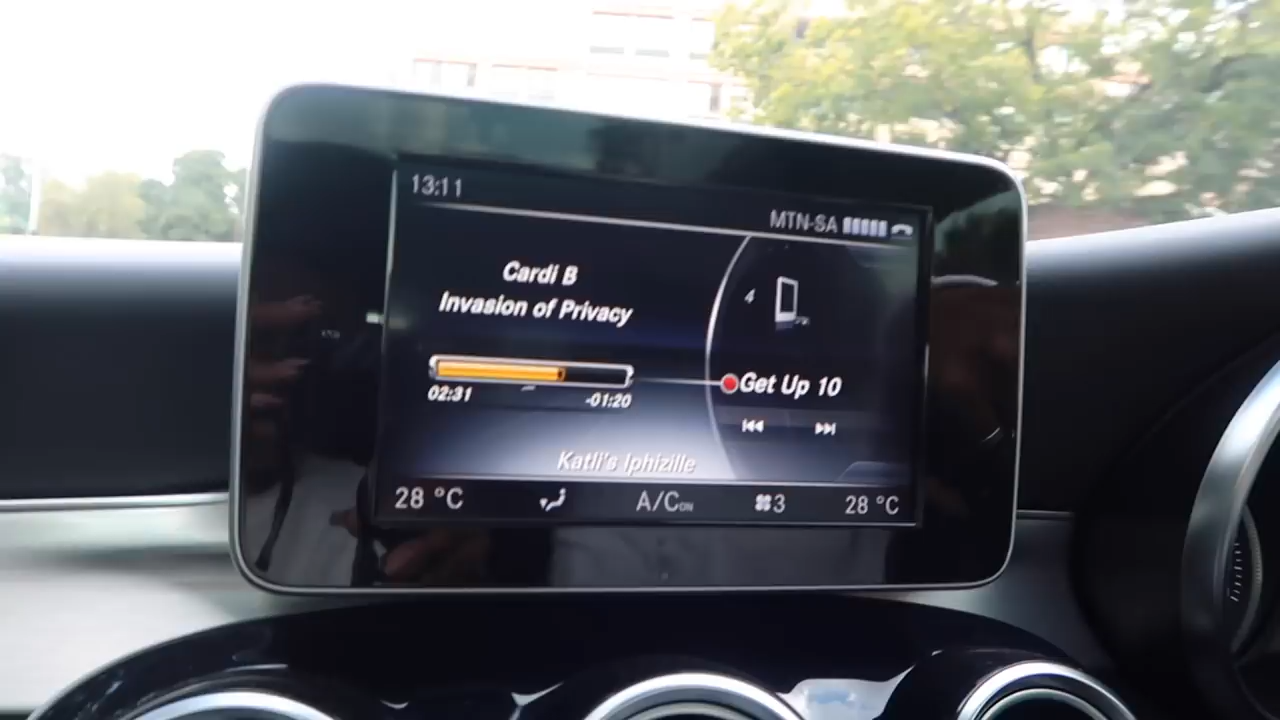 13:11
MTN-SA
Cardi B
Invasion of Privacy
4
02:31
-01:20
Get Up 10
Katli's Iphizille
28 °C
A/C ON
3
28 °C